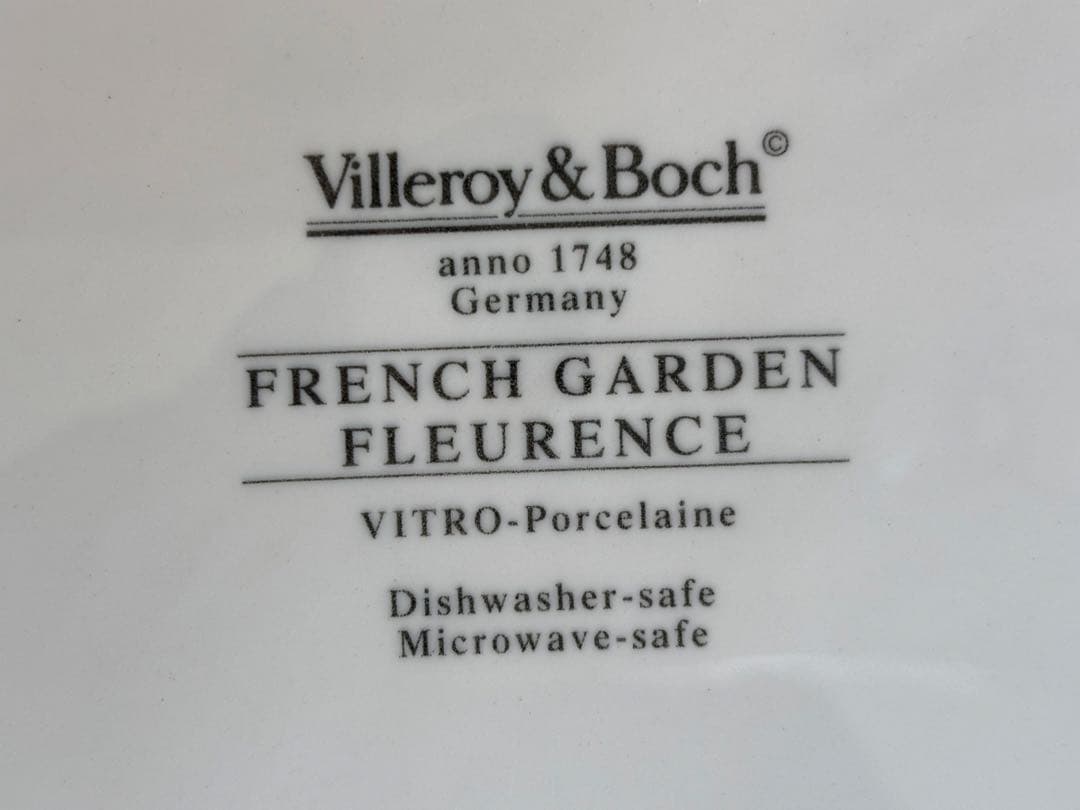 Villeroy & Boch©
anno 1748
Germany
FRENCH GARDEN
FLEURENCE
VITRO-Porcelaine
Dishwasher-safe
Microwave-safe